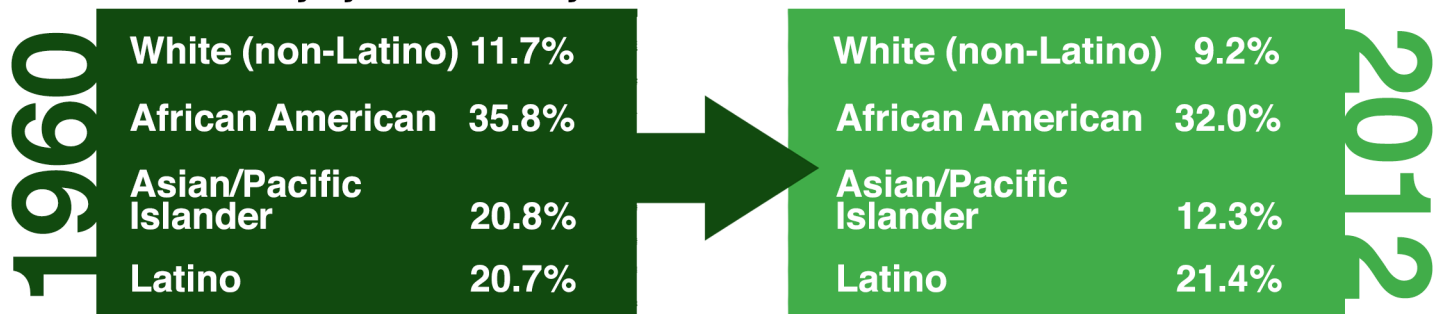 1960
White (non-Latino) 11.7%
African American 35.8%
Asian/Pacific
Islander 20.8%
Latino 20.7%
White (non-Latino) 9.2%
African American 32.0%
Asian/Pacific
Islander 12.3%
Latino 21.4%
2012